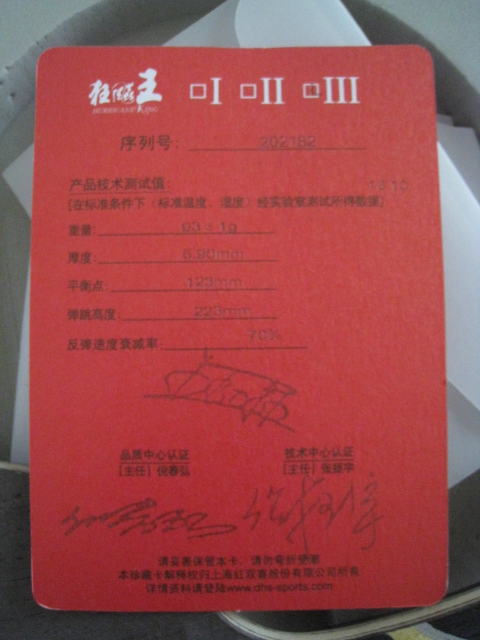 狂飚王 □I □II □III
HURRICANE KING
序列号: 202182
产品技术测试值: 1310
[在标准条件下(标准温度、湿度)经实验室测试所得数据]
重量: 93±1g
厚度: 5.90mm
平衡点: 123mm
弹跳高度: 223mm
反弹速度衰减率: 70%
品质中心认证 技术中心认证
[主任] 倪春弘 [主任] 张继宇
请妥善保管本卡,请勿弯折受潮
本珍藏卡解释权归上海红双喜股份有限公司所有
详情资料请登陆www.dhs-sports.com